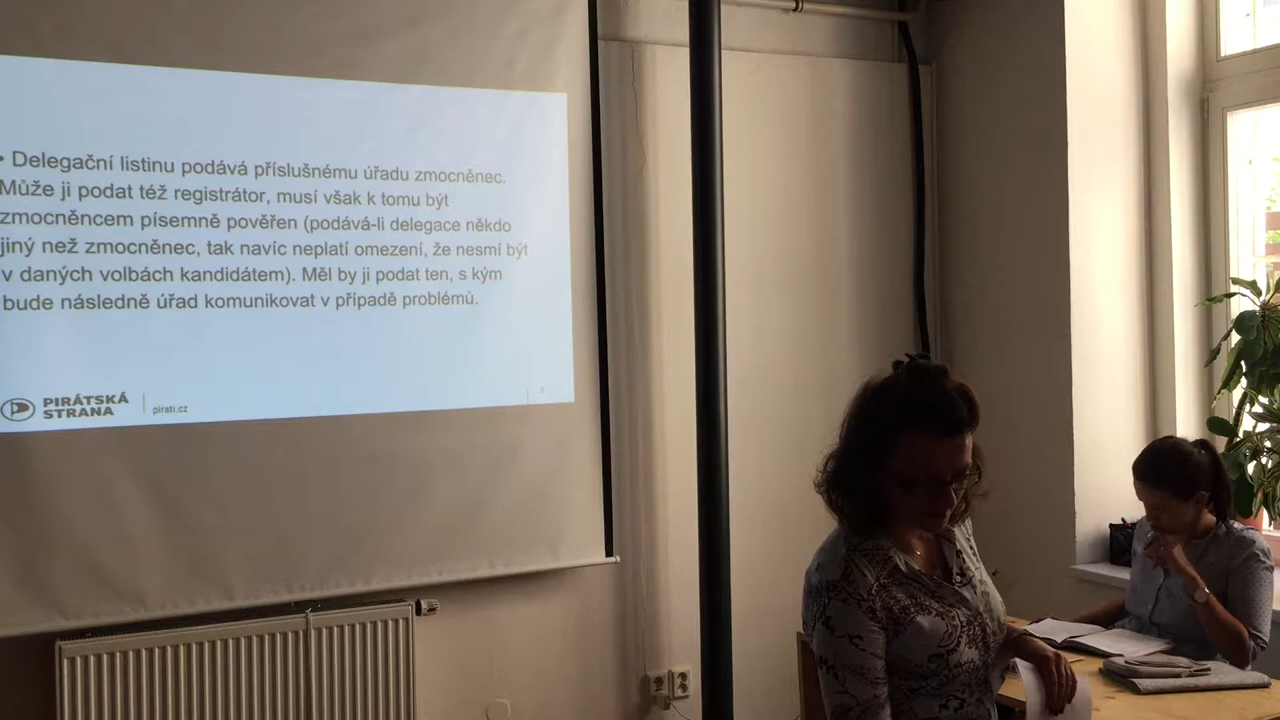 • Delegační listinu podává příslušnému úřadu zmocněnec.
Může ji podat též registrátor, musí však k tomu být
zmocněncem písemně pověřen (podává-li delegace někdo
jiný než zmocněnec, tak navíc neplatí omezení, že nesmí být
v daných volbách kandidátem). Měl by ji podat ten, s kým
bude následně úřad komunikovat v případě problémů.
PIRÁTSKÁ
STRANA
pirati.cz
7